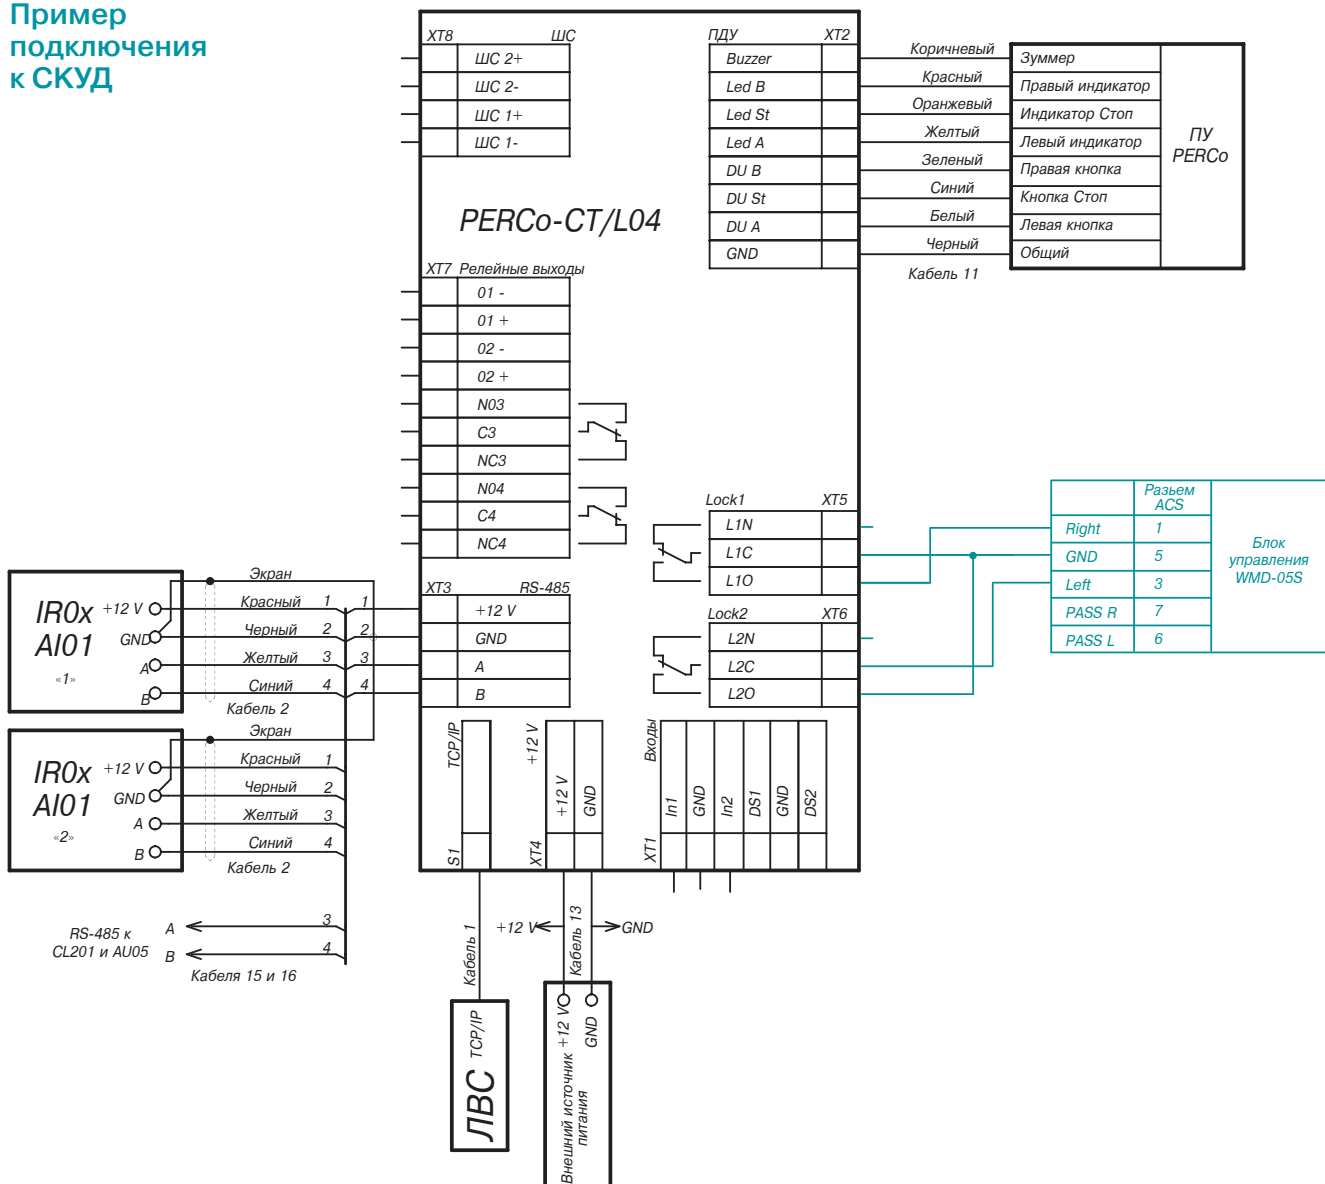 Пример
подключения
к СКУД
XT8 ШС
ШС 2+
ШС 2-
ШС 1+
ШС 1-
ПДУ XT2
Buzzer
Led B
Led St
Led A
DU B
DU St
DU A
GND
Коричневый
Красный
Оранжевый
Желтый
Зеленый
Синий
Белый
Черный
Кабель 11
Зуммер
Правый индикатор
Индикатор Стоп
Левый индикатор
Правая кнопка
Кнопка Стоп
Левая кнопка
Общий
ПУ
PERCo
PERCo-CT/L04
XT7 Релейные выходы
01 -
01 +
02 -
02 +
N03
C3
NC3
N04
C4
NC4
Lock1 XT5
L1N
L1C
L1O
Lock2 XT6
L2N
L2C
L2O
Разьем
ACS
Right 1
GND 5
Left 3
PASS R 7
PASS L 6
Блок
управления
WMD-05S
XT3 RS-485
+12 V
GND
A
B
IR0x
AI01
«1»
+12 V
GND
A
B
Экран
Красный 1 1
Черный 2 2
Желтый 3 3
Синий 4 4
Кабель 2
IR0x
AI01
«2»
+12 V
GND
A
B
Экран
Красный 1
Черный 2
Желтый 3
Синий 4
Кабель 2
RS-485 к
CL201 и AU05
A 3
B 4
Кабеля 15 и 16
S1 TCP/IP
XT4 +12 V
+12 V
GND
XT1 Входы
In1
GND
In2
DS1
GND
DS2
Кабель 1
+12 V
Кабель 13
GND
ЛВС TCP/IP
+12 V
GND
Внешний источник
питания